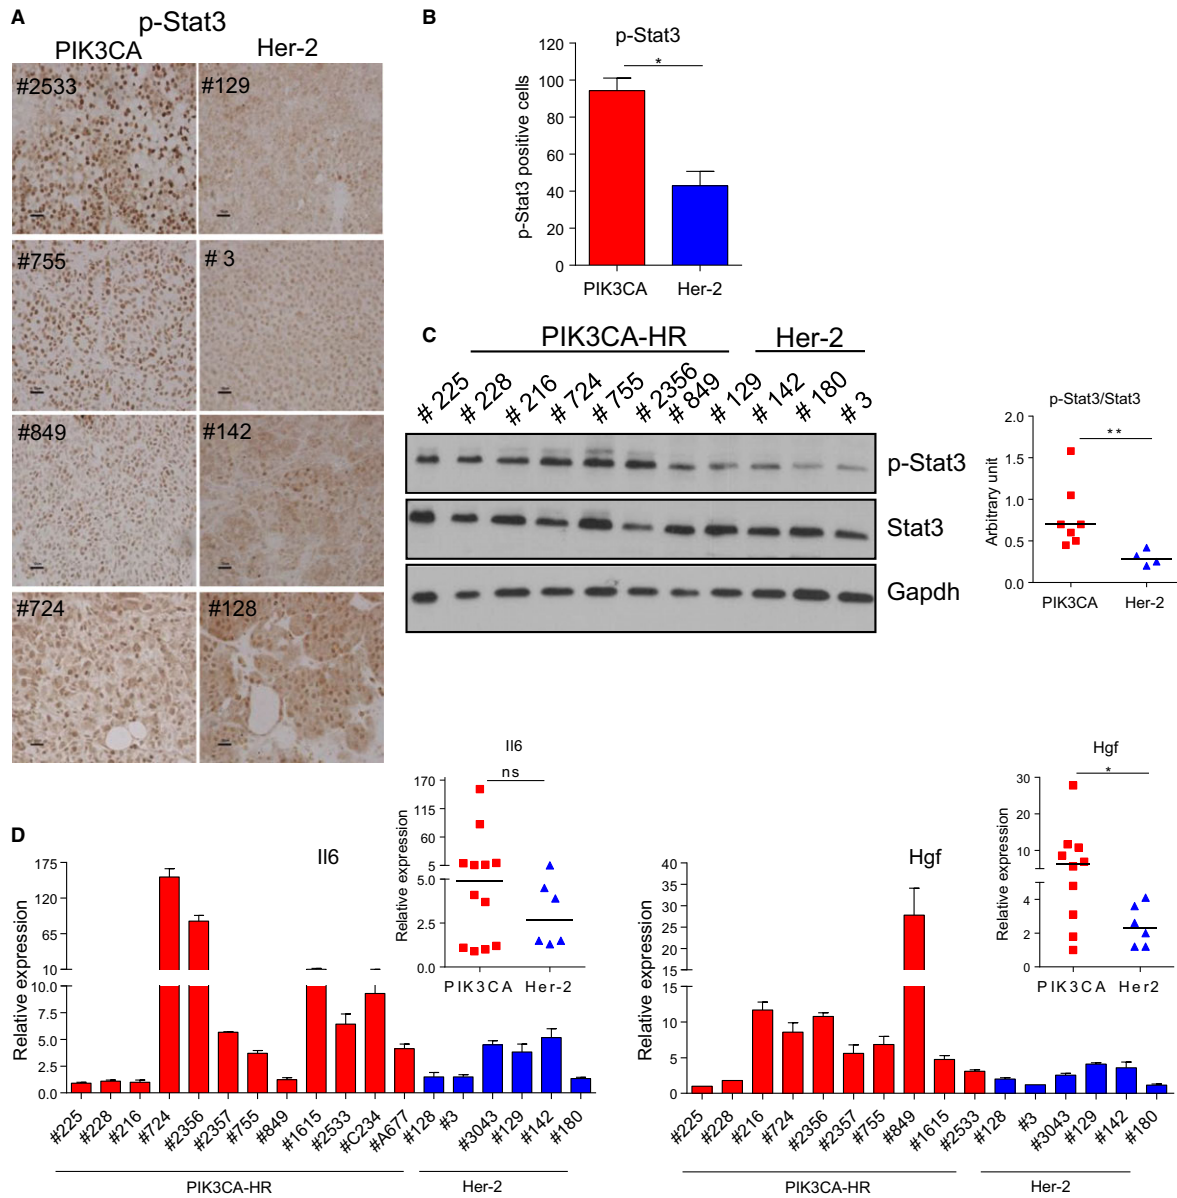 A
p-Stat3
PIK3CA
Her-2
#2533
#129
#755
# 3
#849
#142
#724
#128
B
p-Stat3
p-Stat3 positive cells
120
100
80
60
40
20
0
*
PIK3CA
Her-2
C
PIK3CA-HR
Her-2
# 225
# 228
# 216
# 724
# 755
# 2356
# 849
# 129
# 142
# 180
# 3
p-Stat3
Stat3
Gapdh
p-Stat3/Stat3
Arbitrary unit
2.0
1.5
1.0
0.5
0.0
**
PIK3CA
Her-2
D
Il6
Relative expression
175
120
65
10
10.0
7.5
5.0
2.5
0.0
#225
#228
#216
#724
#2356
#2357
#755
#849
#1615
#2533
#C234
#A677
#128
#3
#3043
#129
#142
#180
PIK3CA-HR
Her-2
Il6
ns
Relative expression
170
115
60
5
5.0
2.5
0.0
PIK3CA
Her-2
Hgf
Relative expression
40
35
30
25
20
15
15
10
5
0
#225
#228
#216
#724
#2356
#2357
#755
#849
#1615
#2533
#128
#3
#3043
#129
#142
#180
PIK3CA-HR
Her-2
Hgf
*
Relative expression
30
20
10
4
2
0
PIK3CA
Her2